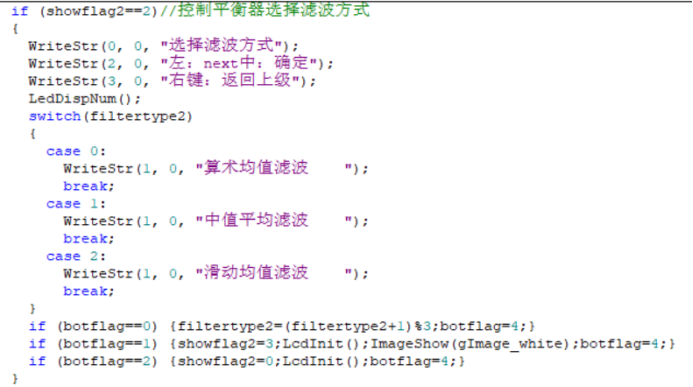 if (showflag2==2)//控制平衡器选择滤波方式
{
WriteStr(0, 0, "选择滤波方式");
WriteStr(2, 0, "左：next中：确定");
WriteStr(3, 0, "右键：返回上级");
LedDispNum();
switch(filtertype2)
{
case 0:
WriteStr(1, 0, "算术均值滤波    ");
break;
case 1:
WriteStr(1, 0, "中值平均滤波    ");
break;
case 2:
WriteStr(1, 0, "滑动均值滤波    ");
break;
}
if (botflag==0) {filtertype2=(filtertype2+1)%3;botflag=4;}
if (botflag==1) {showflag2=3;LcdInit();ImageShow(gImage_white);botflag=4;}
if (botflag==2) {showflag2=0;LcdInit();botflag=4;}
}